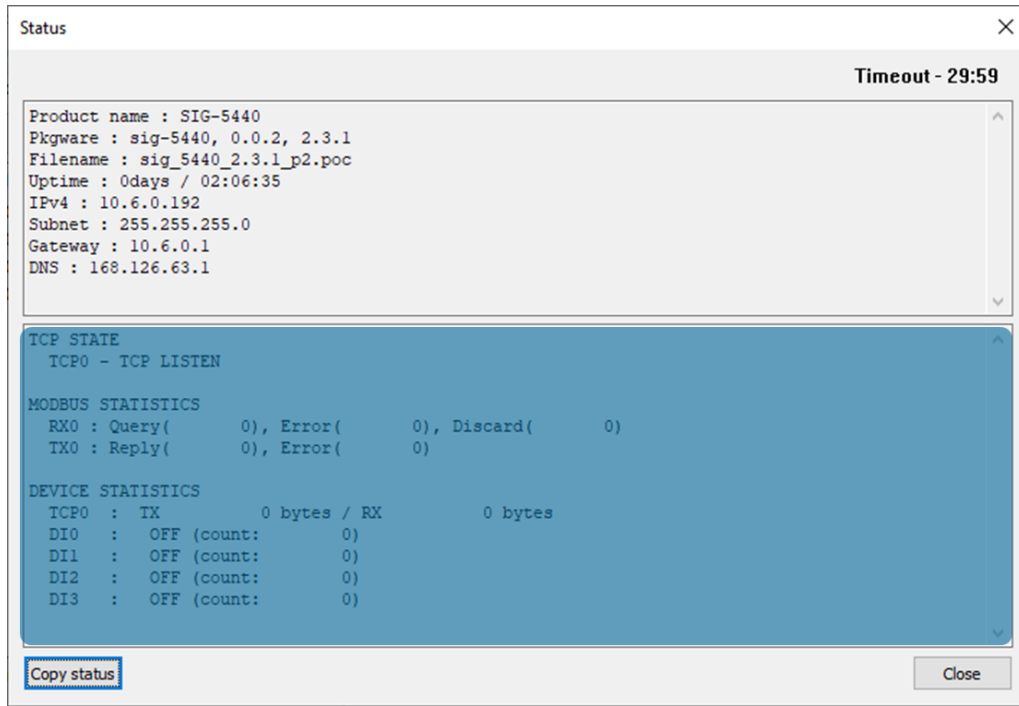 Status
Timeout - 29:59
Product name : SIG-5440
Pkgware : sig-5440, 0.0.2, 2.3.1
Filename : sig_5440_2.3.1_p2.poc
Uptime : 0days / 02:06:35
IPv4 : 10.6.0.192
Subnet : 255.255.255.0
Gateway : 10.6.0.1
DNS : 168.126.63.1
TCP STATE
TCP0 - TCP LISTEN
MODBUS STATISTICS
RX0 : Query(       0), Error(       0), Discard(       0)
TX0 : Reply(       0), Error(       0)
DEVICE STATISTICS
TCP0  :  TX          0 bytes / RX          0 bytes
DI0   :   OFF (count:        0)
DI1   :   OFF (count:        0)
DI2   :   OFF (count:        0)
DI3   :   OFF (count:        0)
Copy status
Close